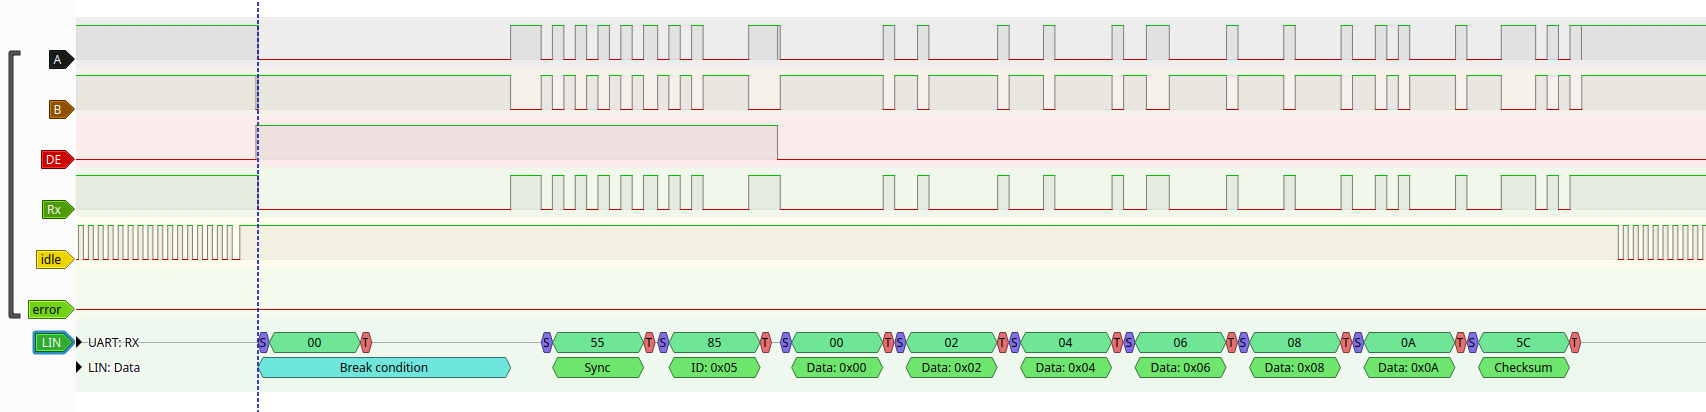 A
B
DE
Rx
idle
error
LIN UART: RX S 00 T S 55 T S 85 T S 00 T S 02 T S 04 T S 06 T S 08 T S 0A T S 5C T
LIN: Data Break condition Sync ID: 0x05 Data: 0x00 Data: 0x02 Data: 0x04 Data: 0x06 Data: 0x08 Data: 0x0A Checksum